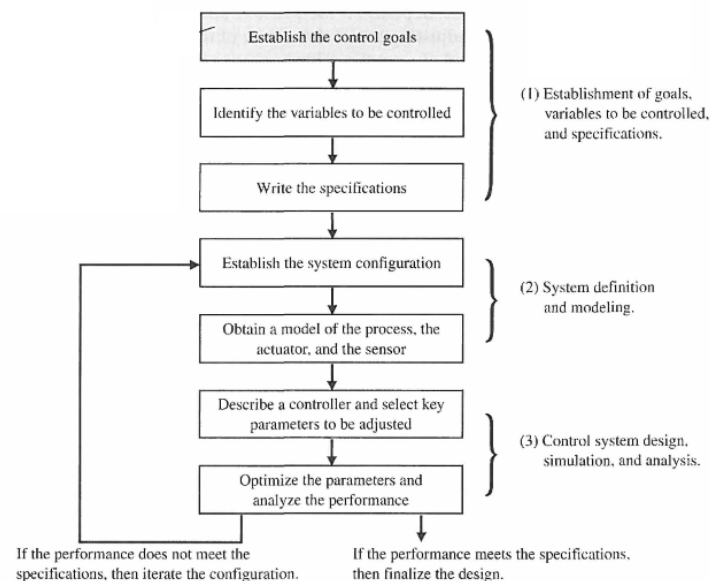 Establish the control goals
Identify the variables to be controlled
(1) Establishment of goals,
variables to be controlled,
and specifications.
Write the specifications
Establish the system configuration
(2) System definition
and modeling.
Obtain a model of the process, the
actuator, and the sensor
Describe a controller and select key
parameters to be adjusted
(3) Control system design,
simulation, and analysis.
Optimize the parameters and
analyze the performance
If the performance does not meet the
specifications, then iterate the configuration.
If the performance meets the specifications,
then finalize the design.